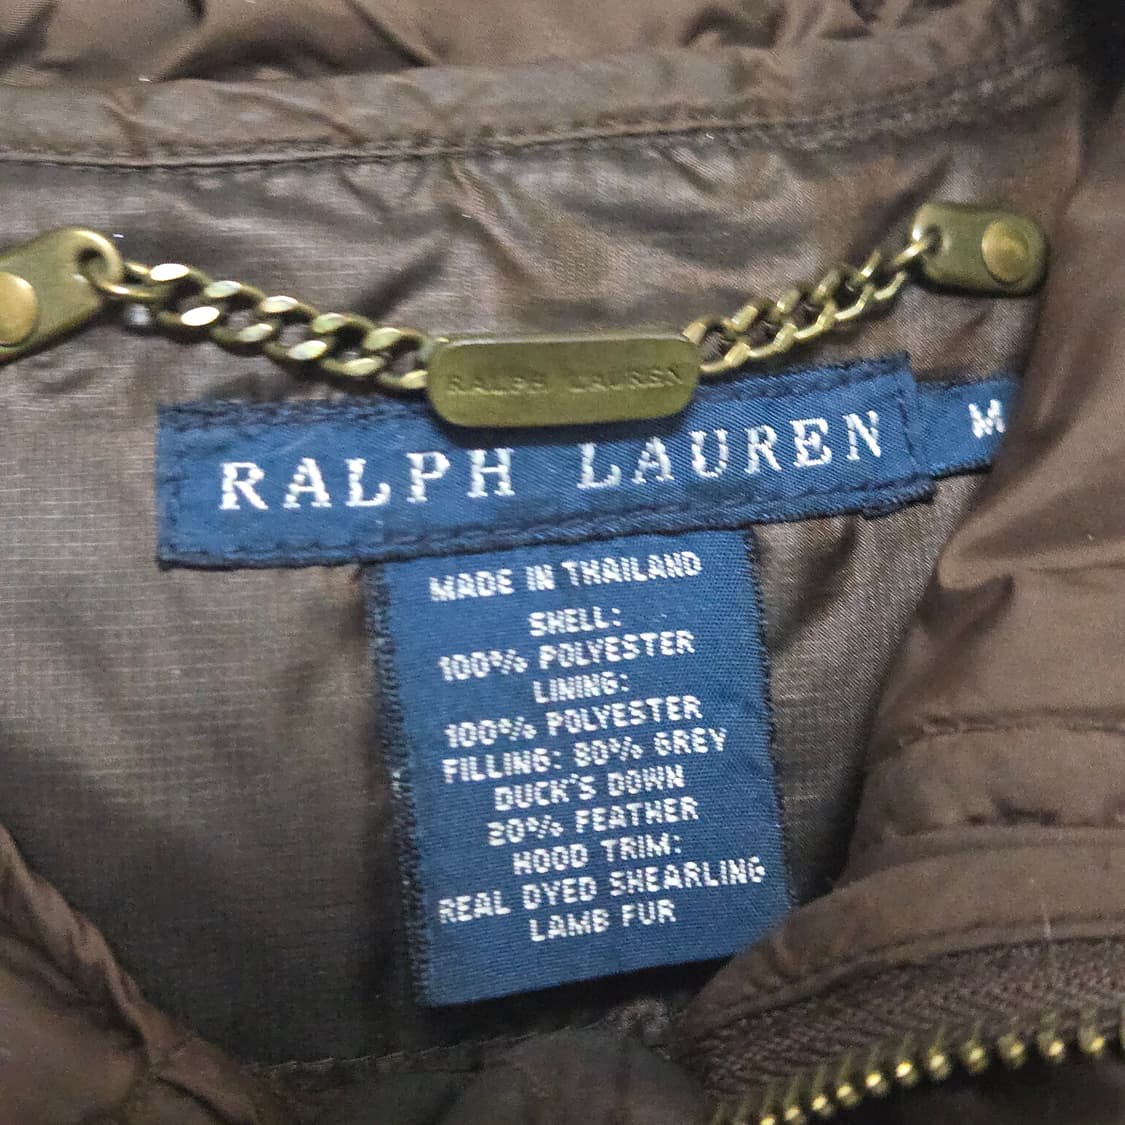 RALPH LAUREN
RALPH LAUREN
M
MADE IN THAILAND
SHELL:
100% POLYESTER
LINING:
100% POLYESTER
FILLING: 80% GREY
DUCK'S DOWN
20% FEATHER
HOOD TRIM:
REAL DYED SHEARLING
LAMB FUR